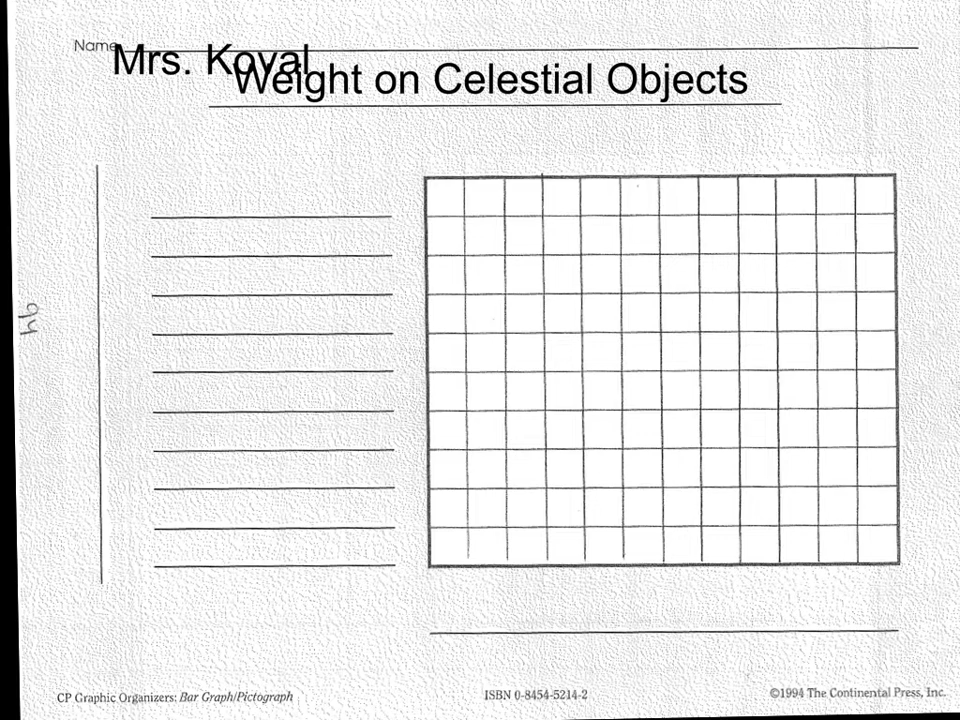 Name
Mrs. Koval
Weight on Celestial Objects
CP Graphic Organizers: Bar Graph/Pictograph
ISBN 0-8454-5214-2
©1994 The Continental Press, Inc.